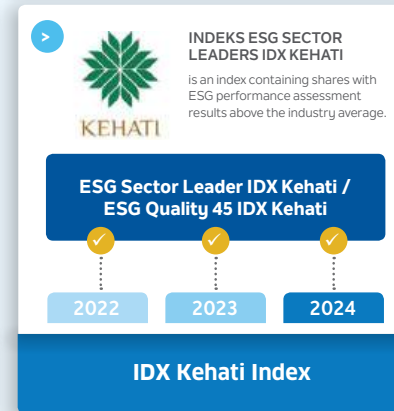 >
KEHATI
INDEKS ESG SECTOR
LEADERS IDX KEHATI
is an index containing shares with
ESG performance assessment
results above the industry average.
ESG Sector Leader IDX Kehati /
ESG Quality 45 IDX Kehati
2022
2023
2024
IDX Kehati Index